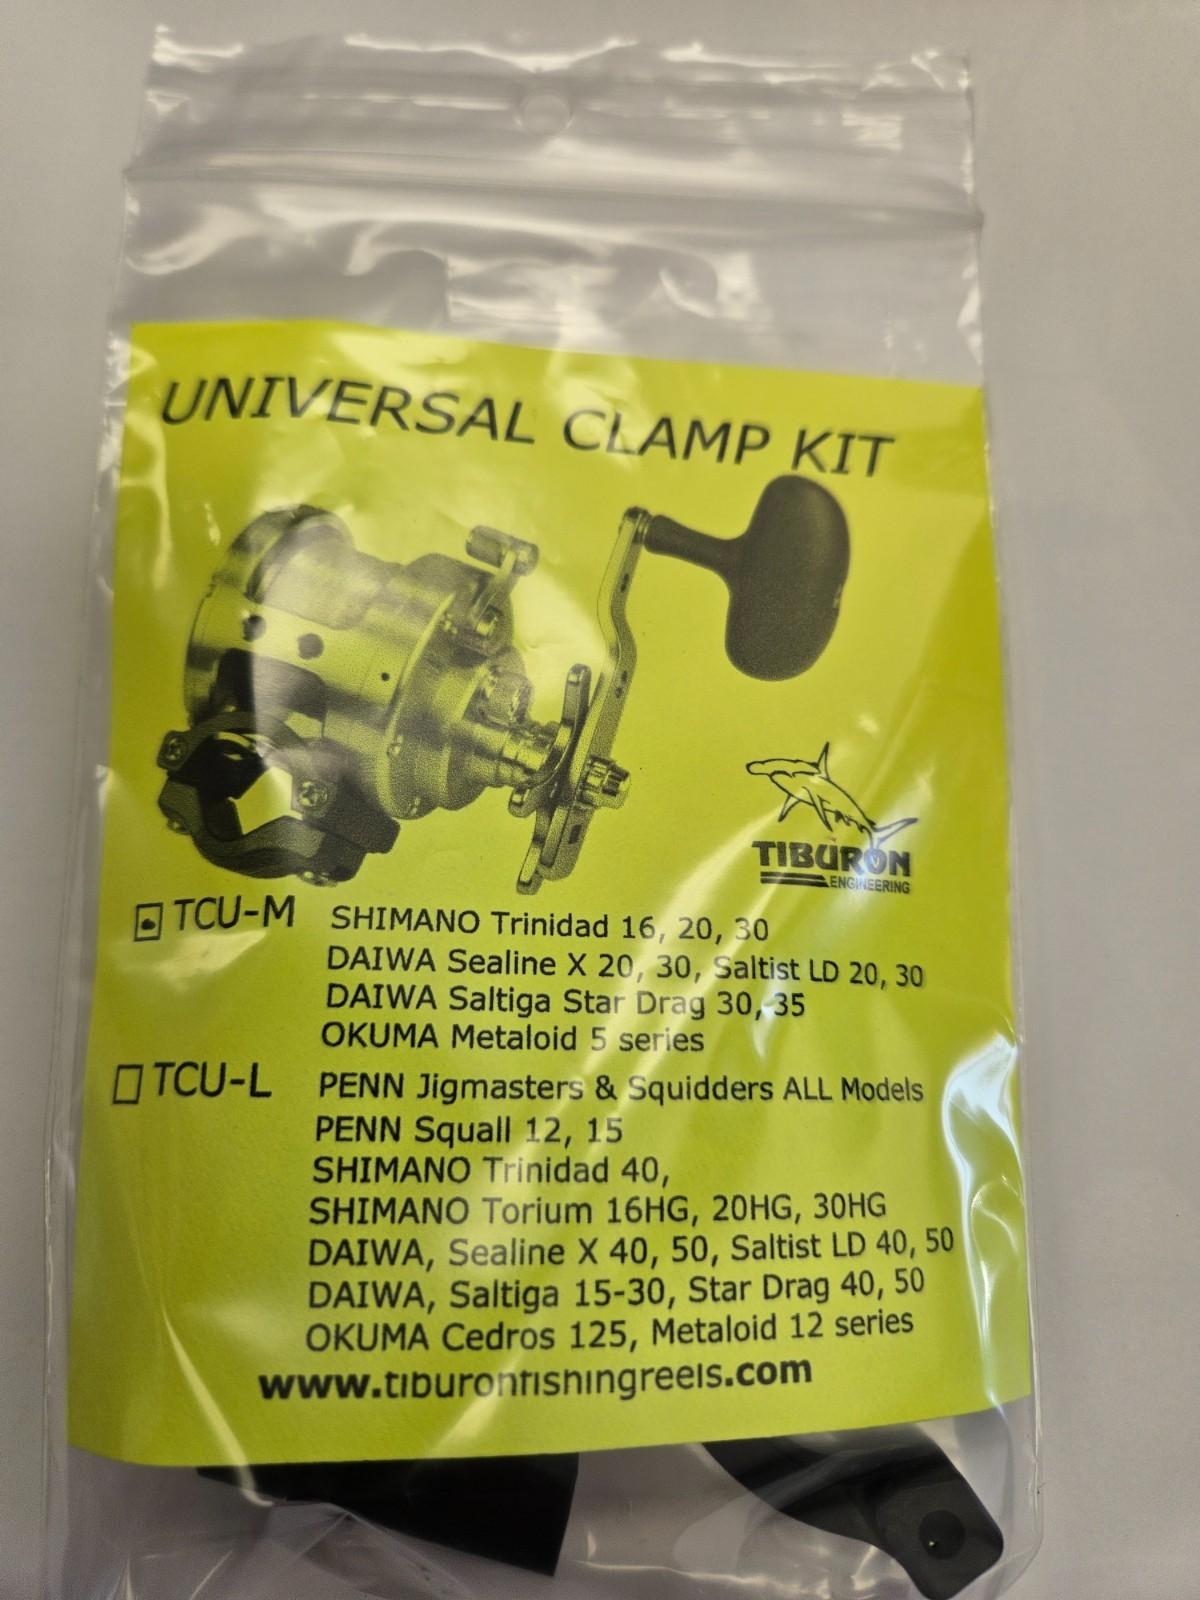 UNIVERSAL CLAMP KIT
TIBURON
ENGINEERING
TCU-M SHIMANO Trinidad 16, 20, 30
DAIWA Sealine X 20, 30, Saltist LD 20, 30
DAIWA Saltiga Star Drag 30, 35
OKUMA Metaloid 5 series
TCU-L PENN Jigmasters & Squidders ALL Models
PENN Squall 12, 15
SHIMANO Trinidad 40,
SHIMANO Torium 16HG, 20HG, 30HG
DAIWA, Sealine X 40, 50, Saltist LD 40, 50
DAIWA, Saltiga 15-30, Star Drag 40, 50
OKUMA Cedros 125, Metaloid 12 series
www.tiburonfishingreels.com